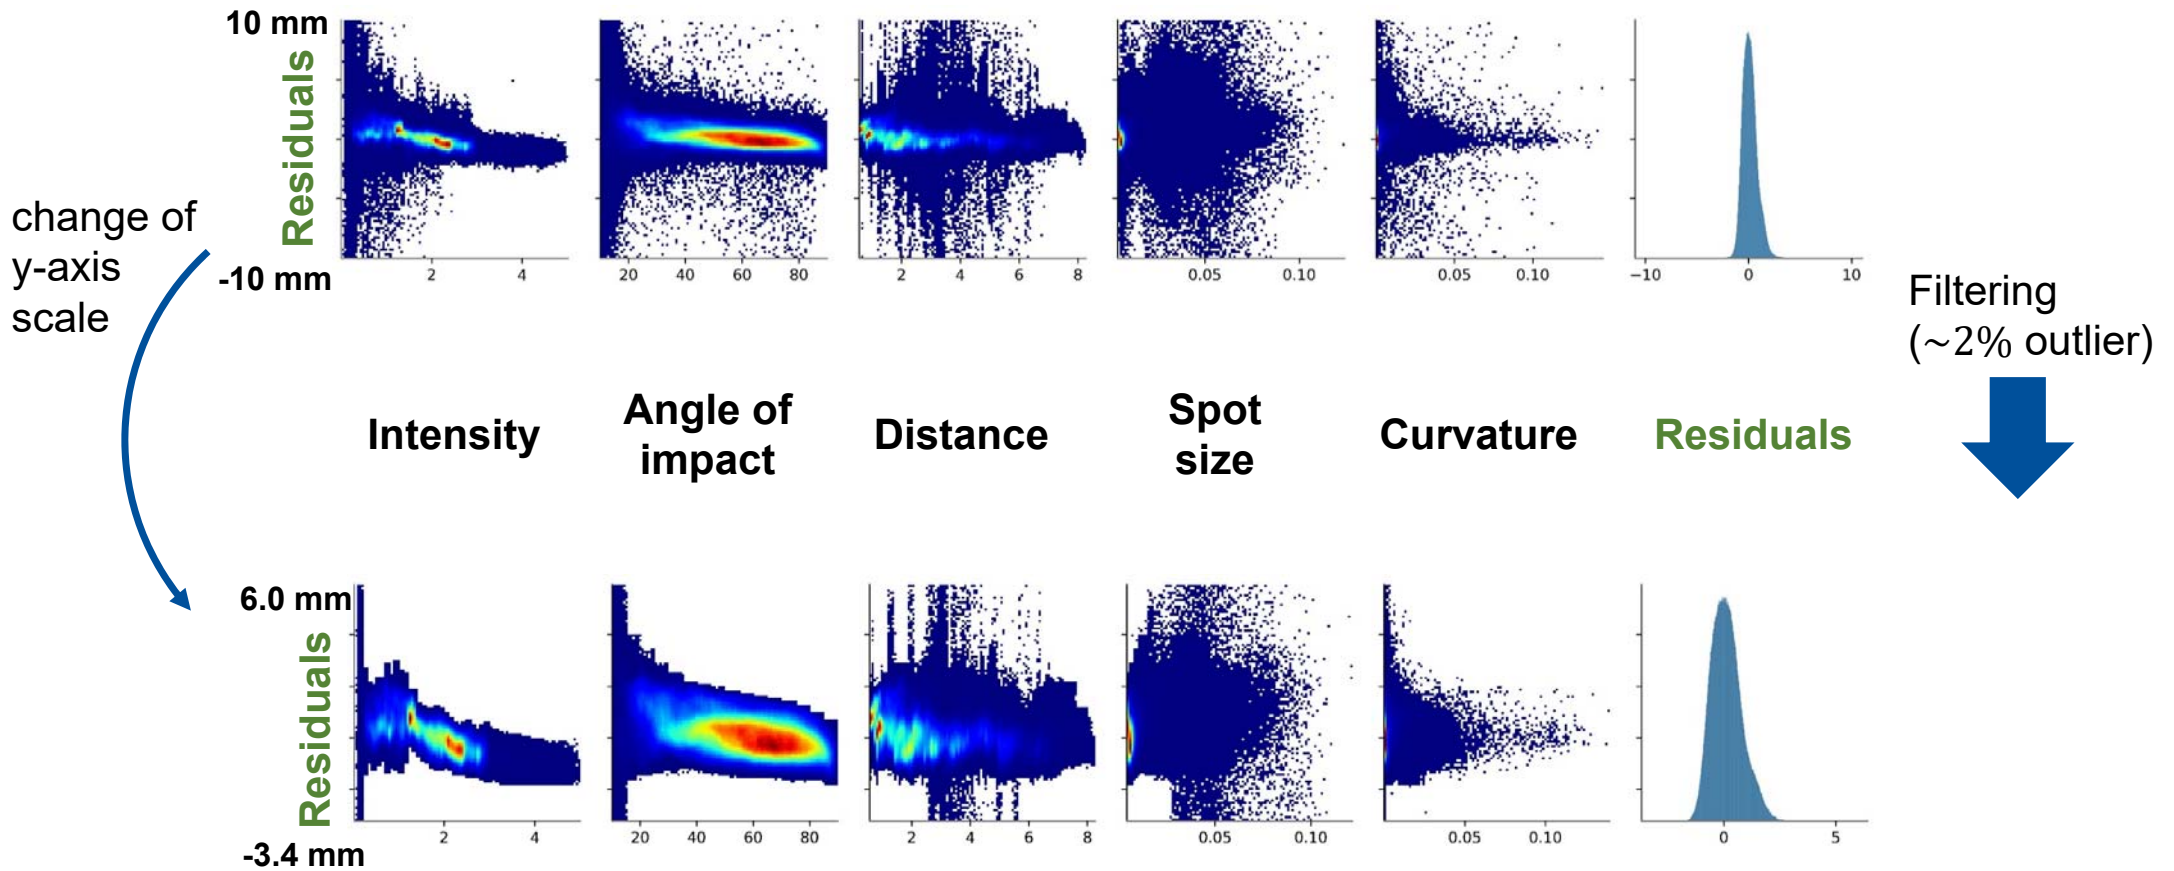 10 mm
Residuals
-10 mm
2 4
20 40 60 80
2 4 6 8
0.05 0.10
0.05 0.10
−10 0 10
change of
y-axis
scale
Filtering
(~2% outlier)
Intensity
Angle of
impact
Distance
Spot
size
Curvature
Residuals
6.0 mm
Residuals
-3.4 mm
2 4
20 40 60 80
2 4 6 8
0.05 0.10
0.05 0.10
0 5